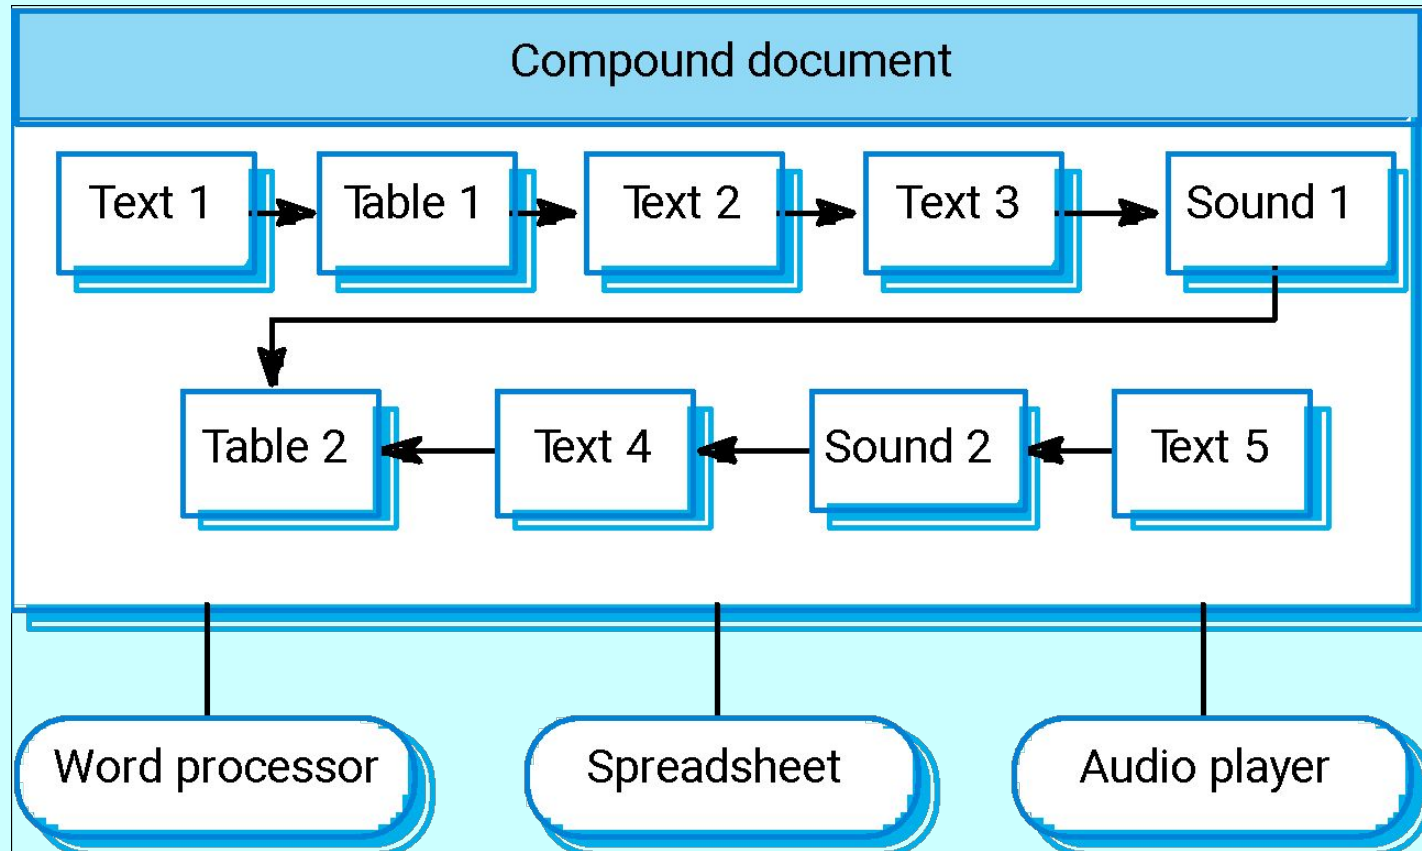 Compound document
Text 1
Table 1
Text 2
Text 3
Sound 1
Table 2
Text 4
Sound 2
Text 5
Word processor
Spreadsheet
Audio player